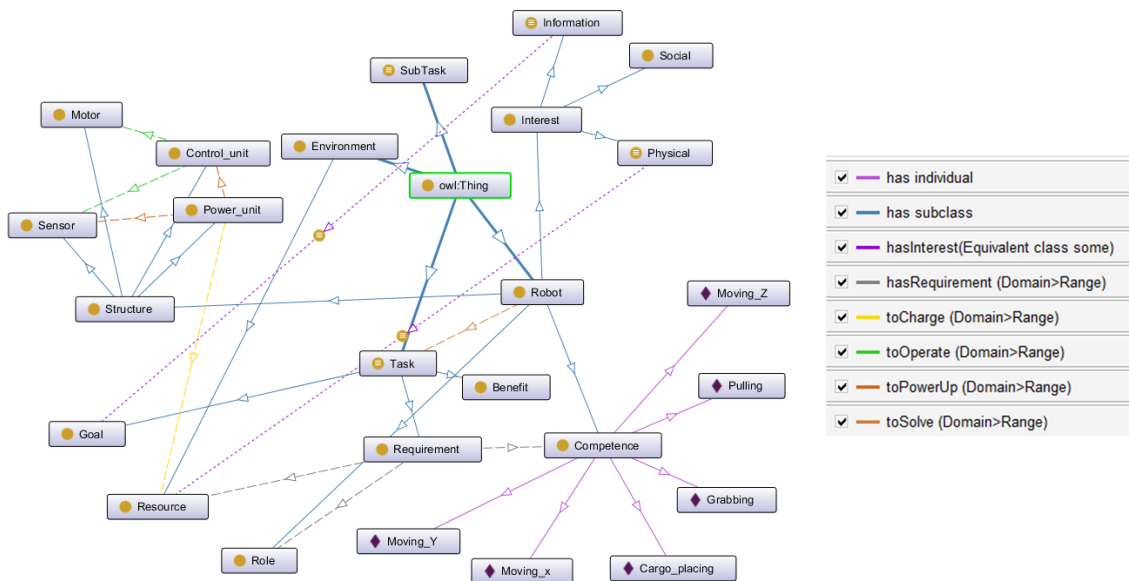 Information
Social
SubTask
Motor
Interest
Environment
Control_unit
Physical
owl:Thing
Power_unit
Sensor
Robot
Moving_Z
Structure
Task
Benefit
Pulling
Goal
Requirement
Competence
Resource
Grabbing
Moving_Y
Role
Moving_x
Cargo_placing
has individual
has subclass
hasInterest(Equivalent class some)
hasRequirement (Domain>Range)
toCharge (Domain>Range)
toOperate (Domain>Range)
toPowerUp (Domain>Range)
toSolve (Domain>Range)